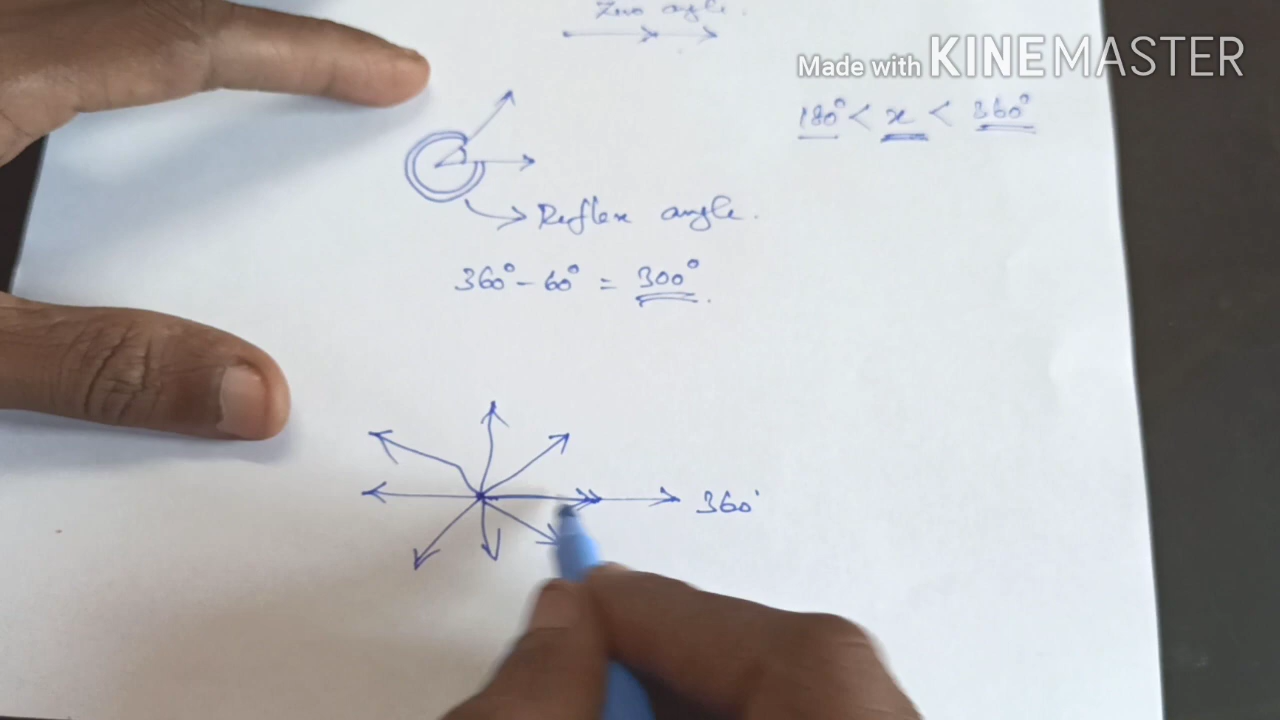 Zero angle.
Made with KINEMASTER
180° < x < 360°
Reflex angle.
360° - 60° = 300°.
360°